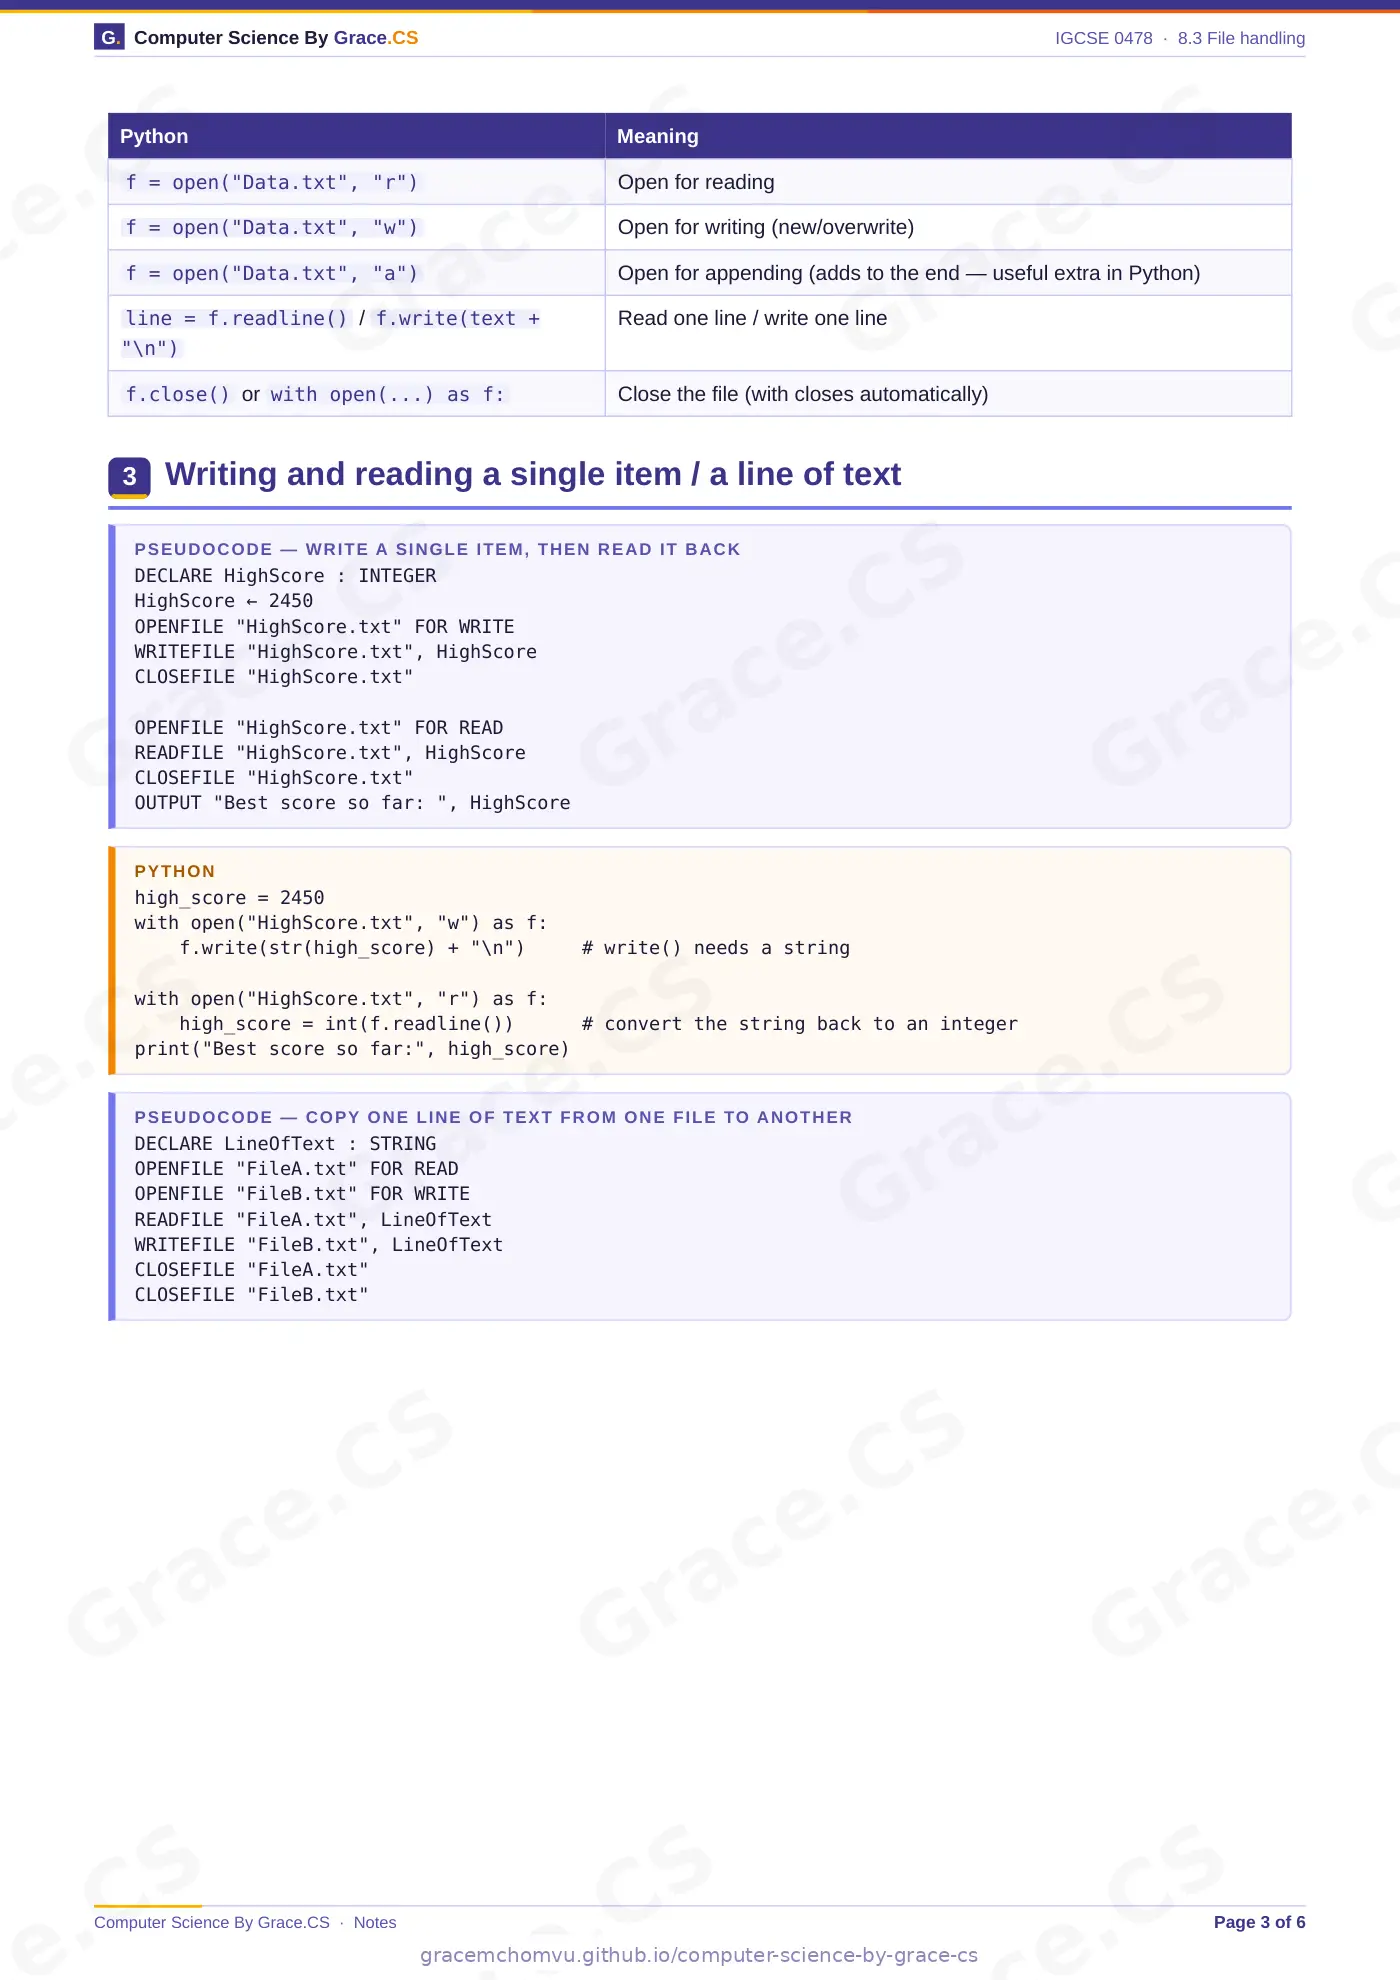 G. Computer Science By Grace.CS
IGCSE 0478 · 8.3 File handling
Python Meaning
f = open("Data.txt", "r") Open for reading
f = open("Data.txt", "w") Open for writing (new/overwrite)
f = open("Data.txt", "a") Open for appending (adds to the end — useful extra in Python)
line = f.readline() / f.write(text + Read one line / write one line
"\n")
f.close() or with open(...) as f: Close the file (with closes automatically)
3 Writing and reading a single item / a line of text
PSEUDOCODE — WRITE A SINGLE ITEM, THEN READ IT BACK
DECLARE HighScore : INTEGER
HighScore ← 2450
OPENFILE "HighScore.txt" FOR WRITE
WRITEFILE "HighScore.txt", HighScore
CLOSEFILE "HighScore.txt"
OPENFILE "HighScore.txt" FOR READ
READFILE "HighScore.txt", HighScore
CLOSEFILE "HighScore.txt"
OUTPUT "Best score so far: ", HighScore
PYTHON
high_score = 2450
with open("HighScore.txt", "w") as f:
    f.write(str(high_score) + "\n")     # write() needs a string
with open("HighScore.txt", "r") as f:
    high_score = int(f.readline())      # convert the string back to an integer
print("Best score so far:", high_score)
PSEUDOCODE — COPY ONE LINE OF TEXT FROM ONE FILE TO ANOTHER
DECLARE LineOfText : STRING
OPENFILE "FileA.txt" FOR READ
OPENFILE "FileB.txt" FOR WRITE
READFILE "FileA.txt", LineOfText
WRITEFILE "FileB.txt", LineOfText
CLOSEFILE "FileA.txt"
CLOSEFILE "FileB.txt"
Computer Science By Grace.CS · Notes
Page 3 of 6
gracemchomvu.github.io/computer-science-by-grace-cs